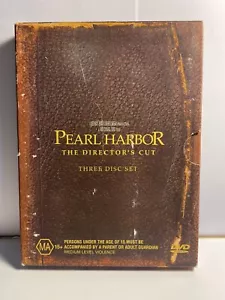 PEARL HARBOR
THE DIRECTOR'S CUT
THREE DISC SET
MA
15+
PERSONS UNDER THE AGE OF 15 MUST BE
ACCOMPANIED BY A PARENT OR ADULT GUARDIAN
MEDIUM LEVEL VIOLENCE
DVD